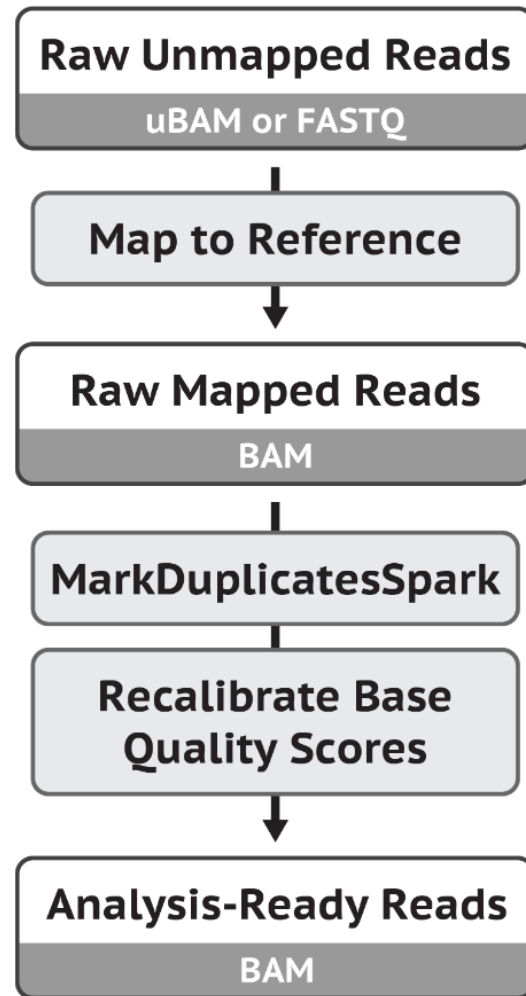 Raw Unmapped Reads
uBAM or FASTQ
Map to Reference
Raw Mapped Reads
BAM
MarkDuplicatesSpark
Recalibrate Base
Quality Scores
Analysis-Ready Reads
BAM